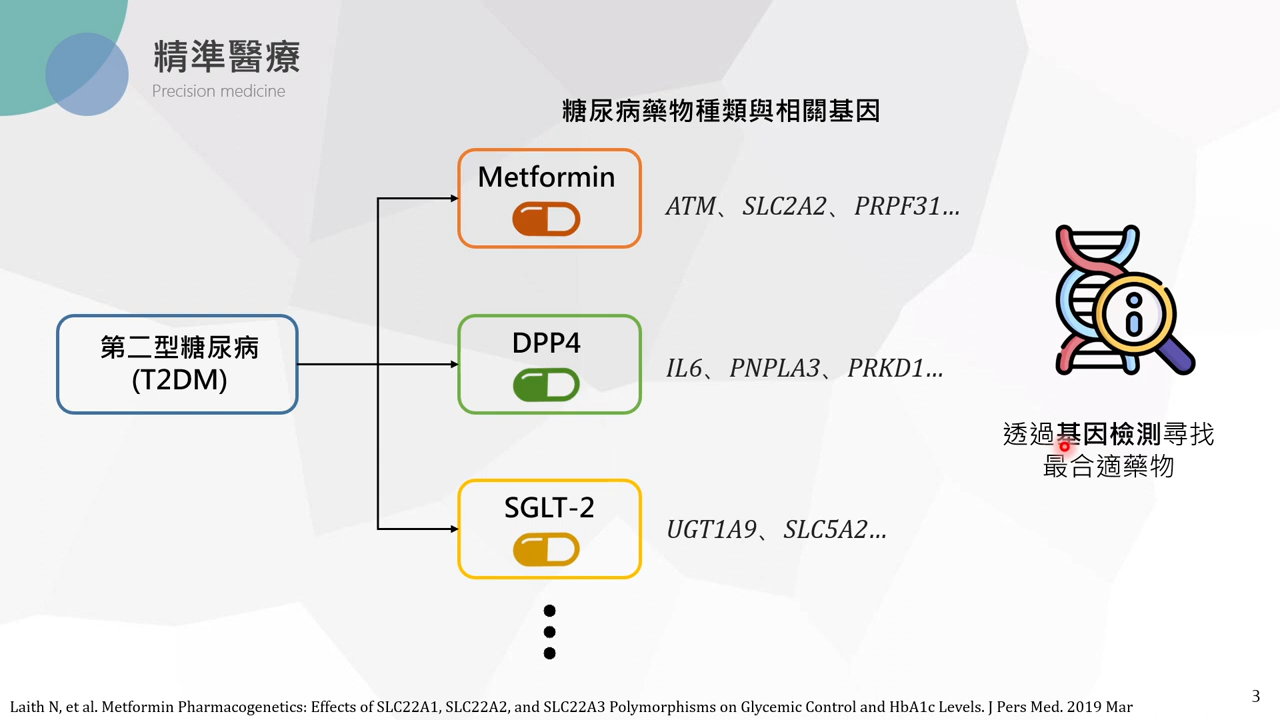 精準醫療
Precision medicine
糖尿病藥物種類與相關基因
Metformin
ATM、SLC2A2、PRPF31...
第二型糖尿病
(T2DM)
DPP4
IL6、PNPLA3、PRKD1...
透過基因檢測尋找
最合適藥物
SGLT-2
UGT1A9、SLC5A2...
Laith N, et al. Metformin Pharmacogenetics: Effects of SLC22A1, SLC22A2, and SLC22A3 Polymorphisms on Glycemic Control and HbA1c Levels. J Pers Med. 2019 Mar
3